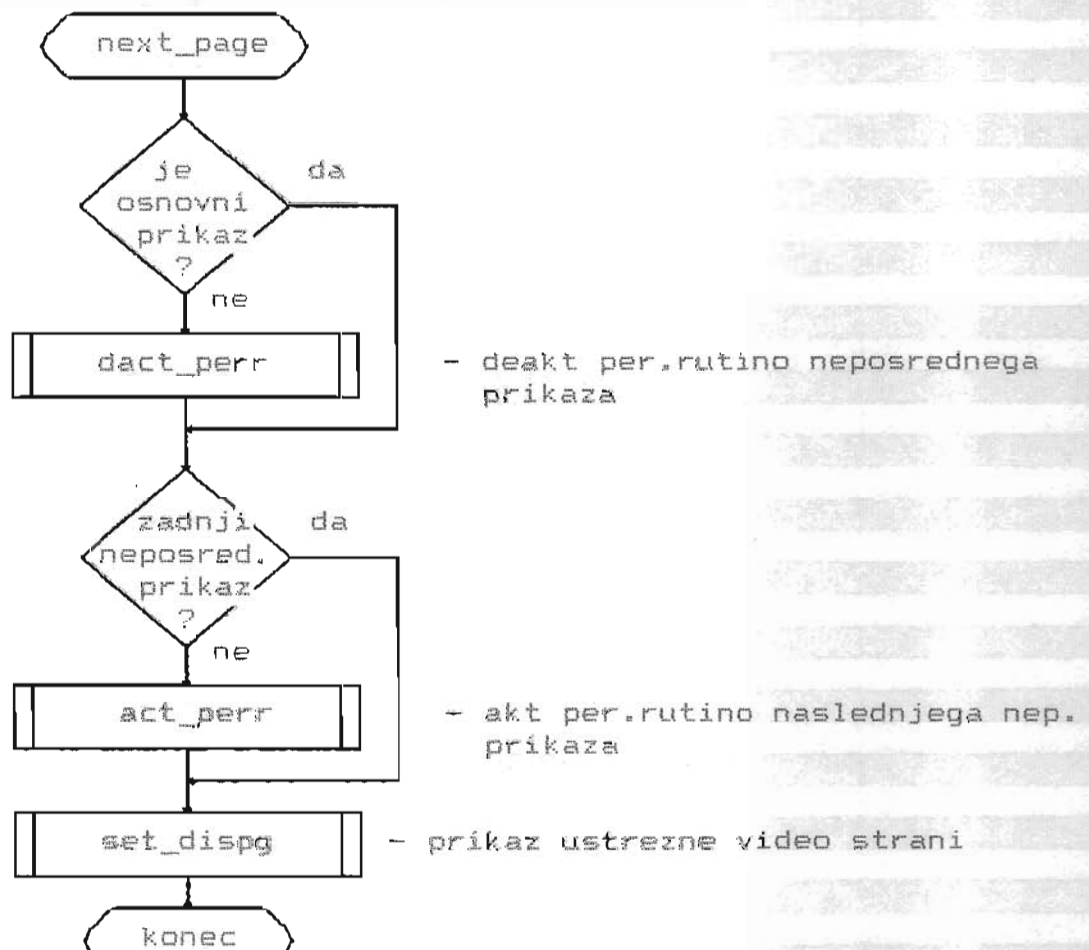 next_page
je
da
osnovni
prikaz
?
ne
dact_perr
- deakt per.rutino neposrednega
prikaza
zadnji
da
neposred.
prikaz
?
ne
act_perr
- akt per.rutino naslednjega nep.
prikaza
set_dispg
- prikaz ustrezne video strani
konec